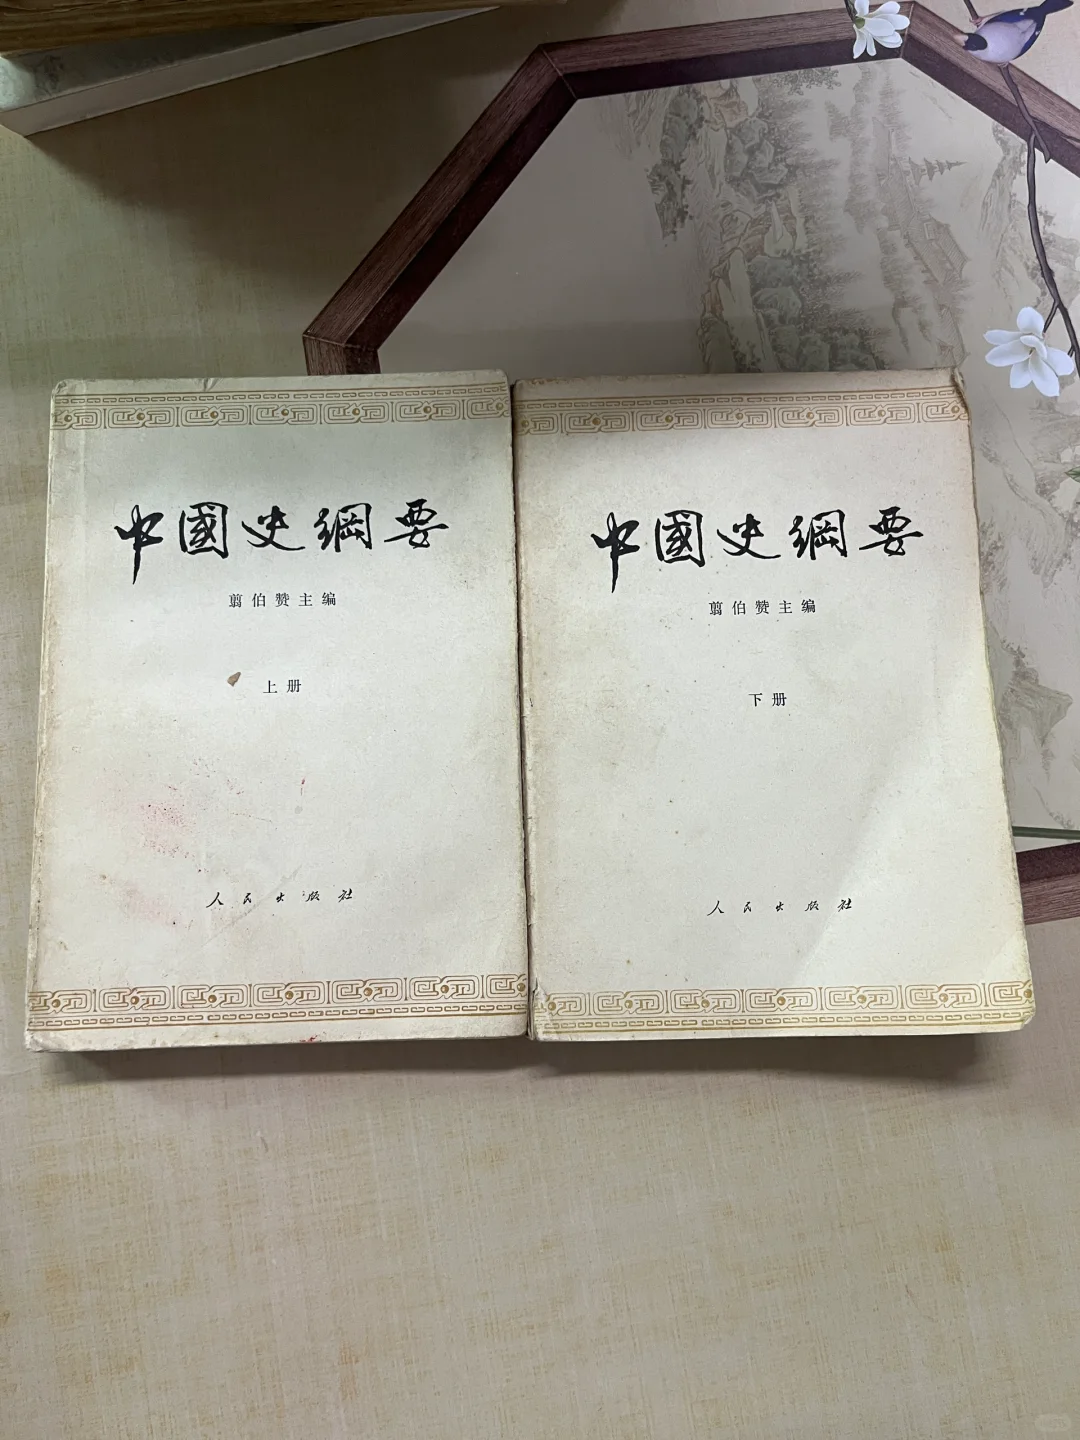 中國史綱要
翦伯赞主编
上册
人民出版社
中國史綱要
翦伯赞主编
下册
人民出版社